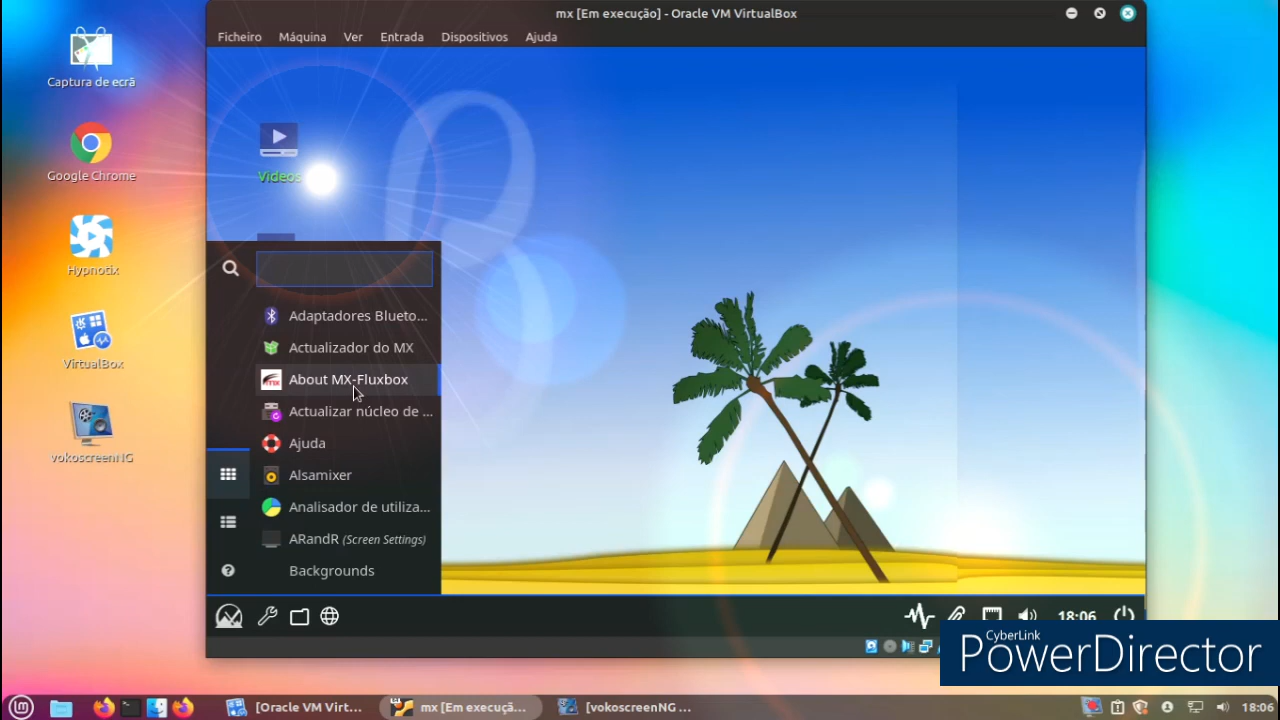 mx [Em execução] - Oracle VM VirtualBox
Ficheiro Máquina Ver Entrada Dispositivos Ajuda
Captura de ecrã
Google Chrome
Hypnotix
VirtualBox
vokoscreenNG
Vídeos
Adaptadores Blueto...
Actualizador do MX
About MX-Fluxbox
Actualizar núcleo de ...
Ajuda
Alsamixer
Analisador de utiliza...
ARandR (Screen Settings)
Backgrounds
18:06
CyberLink
PowerDirector
[Oracle VM Virt... mx [Em execuçã... [vokoscreenNG ... 18:06